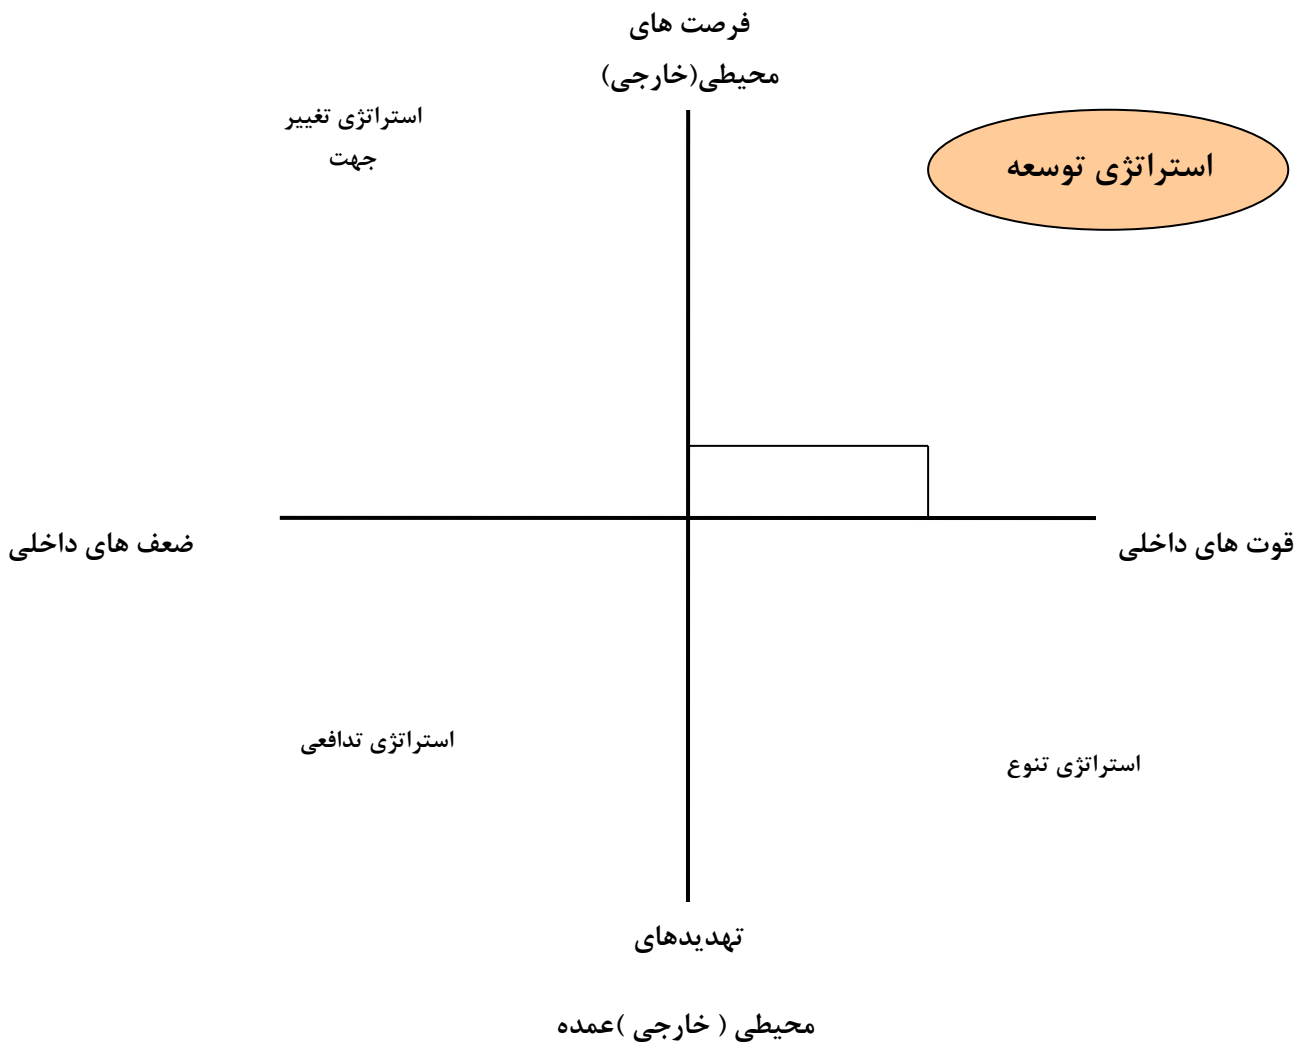 فرصت های
محیطی(خارجی)
استراتژی تغییر
جهت
استراتژی توسعه
قوت های داخلی
ضعف های داخلی
استراتژی تدافعی
استراتژی تنوع
تهدیدهای
محیطی ( خارجی )عمده